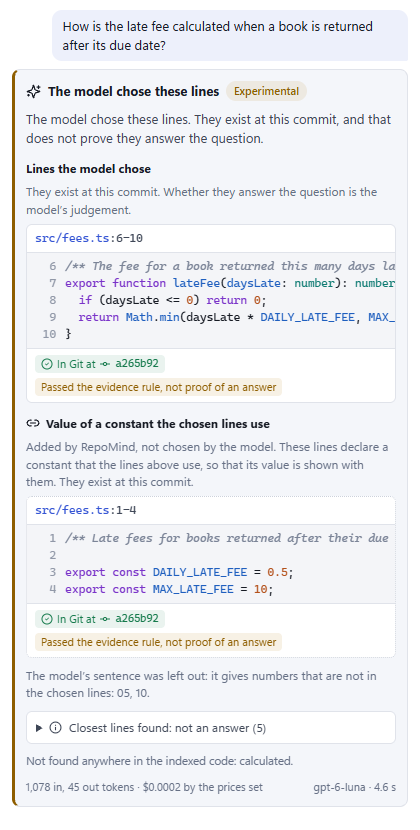 How is the late fee calculated when a book is returned
after its due date?
The model chose these lines Experimental
The model chose these lines. They exist at this commit, and that
does not prove they answer the question.
Lines the model chose
They exist at this commit. Whether they answer the question is the
model's judgement.
src/fees.ts:6–10
6 /** The fee for a book returned this many days la
7 export function lateFee(daysLate: number): number
8 if (daysLate <= 0) return 0;
9 return Math.min(daysLate * DAILY_LATE_FEE, MAX_
10 }
In Git at a265b92
Passed the evidence rule, not proof of an answer
Value of a constant the chosen lines use
Added by RepoMind, not chosen by the model. These lines declare a
constant that the lines above use, so that its value is shown with
them. They exist at this commit.
src/fees.ts:1–4
1 /** Late fees for books returned after their due
2
3 export const DAILY_LATE_FEE = 0.5;
4 export const MAX_LATE_FEE = 10;
In Git at a265b92
Passed the evidence rule, not proof of an answer
The model's sentence was left out: it gives numbers that are not in
the chosen lines: 05, 10.
Closest lines found: not an answer (5)
Not found anywhere in the indexed code: calculated.
1,078 in, 45 out tokens · $0.0002 by the prices set gpt-6-luna · 4.6 s